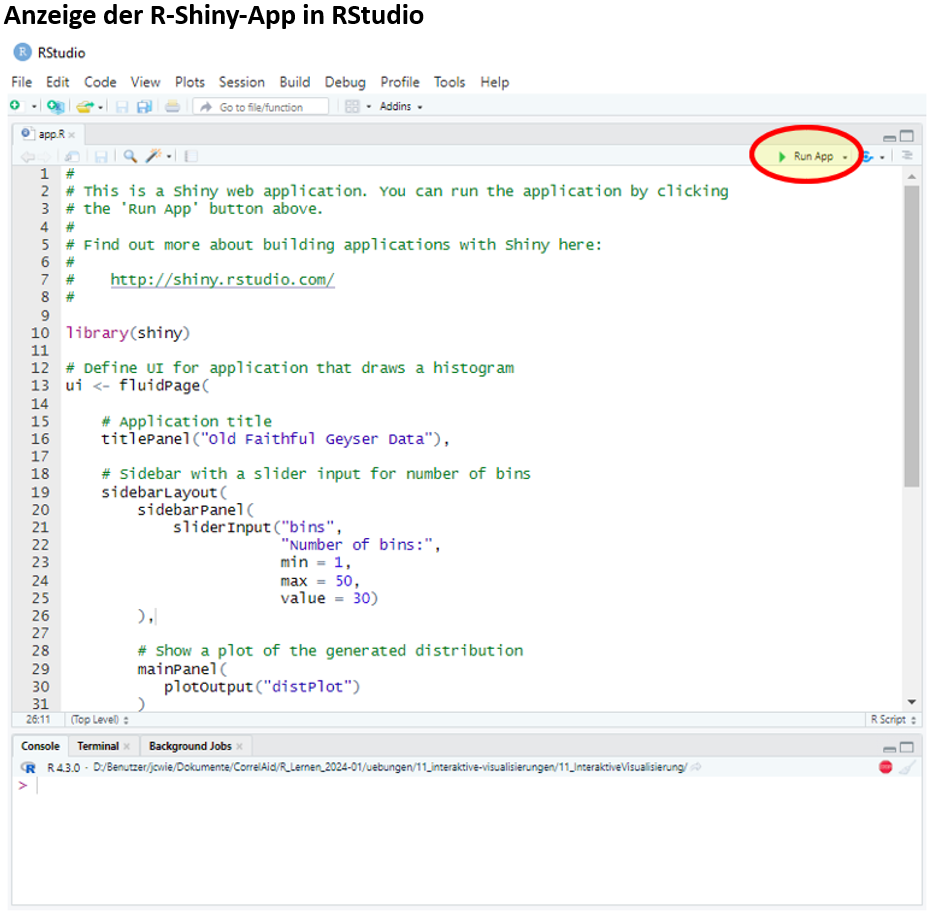 Anzeige der R-Shiny-App in RStudio
R RStudio
File Edit Code View Plots Session Build Debug Profile Tools Help
Go to file/function Addins
app.R
Run App
1 #
2 # This is a Shiny web application. You can run the application by clicking
3 # the 'Run App' button above.
4 #
5 # Find out more about building applications with Shiny here:
6 #
7 #    http://shiny.rstudio.com/
8 #
9
10 library(shiny)
11
12 # Define UI for application that draws a histogram
13 ui <- fluidPage(
14
15     # Application title
16     titlePanel("Old Faithful Geyser Data"),
17
18     # Sidebar with a slider input for number of bins
19     sidebarLayout(
20         sidebarPanel(
21             sliderInput("bins",
22                         "Number of bins:",
23                         min = 1,
24                         max = 50,
25                         value = 30)
26         ),
27
28         # Show a plot of the generated distribution
29         mainPanel(
30            plotOutput("distPlot")
31         )
26:11 (Top Level) R Script
Console Terminal Background Jobs
R R 4.3.0 · D:/Benutzer/jcwie/Dokumente/CorrelAid/R_Lernen_2024-01/uebungen/11_interaktive-visualisierungen/11_InteraktiveVisualisierung/
STOP
>